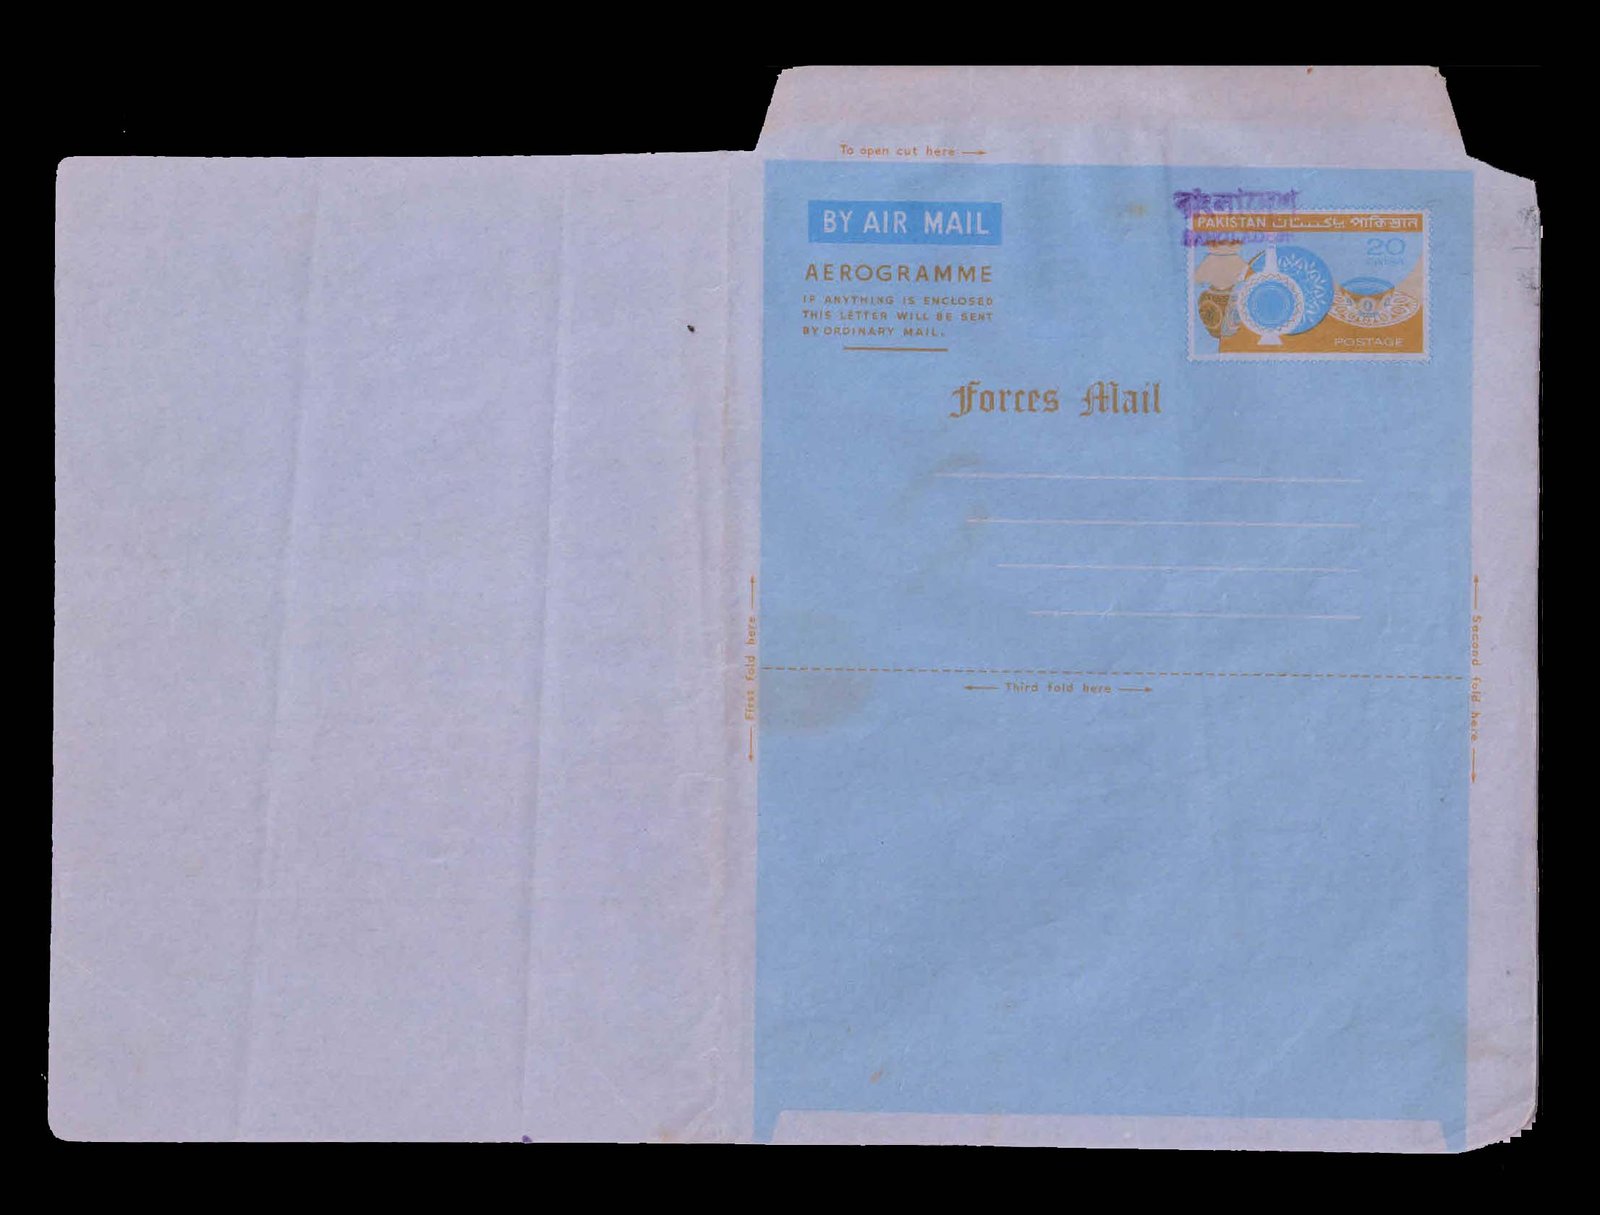 To open cut here
BY AIR MAIL
AEROGRAMME
IF ANYTHING IS ENCLOSED
THIS LETTER WILL BE SENT
BY ORDINARY MAIL.
বাংলাদেশ
BANGLADESH
PAKISTAN پاکستان পাকিস্তান
20
POSTAGE
Forces Mail
First fold here
Second fold here
Third fold here